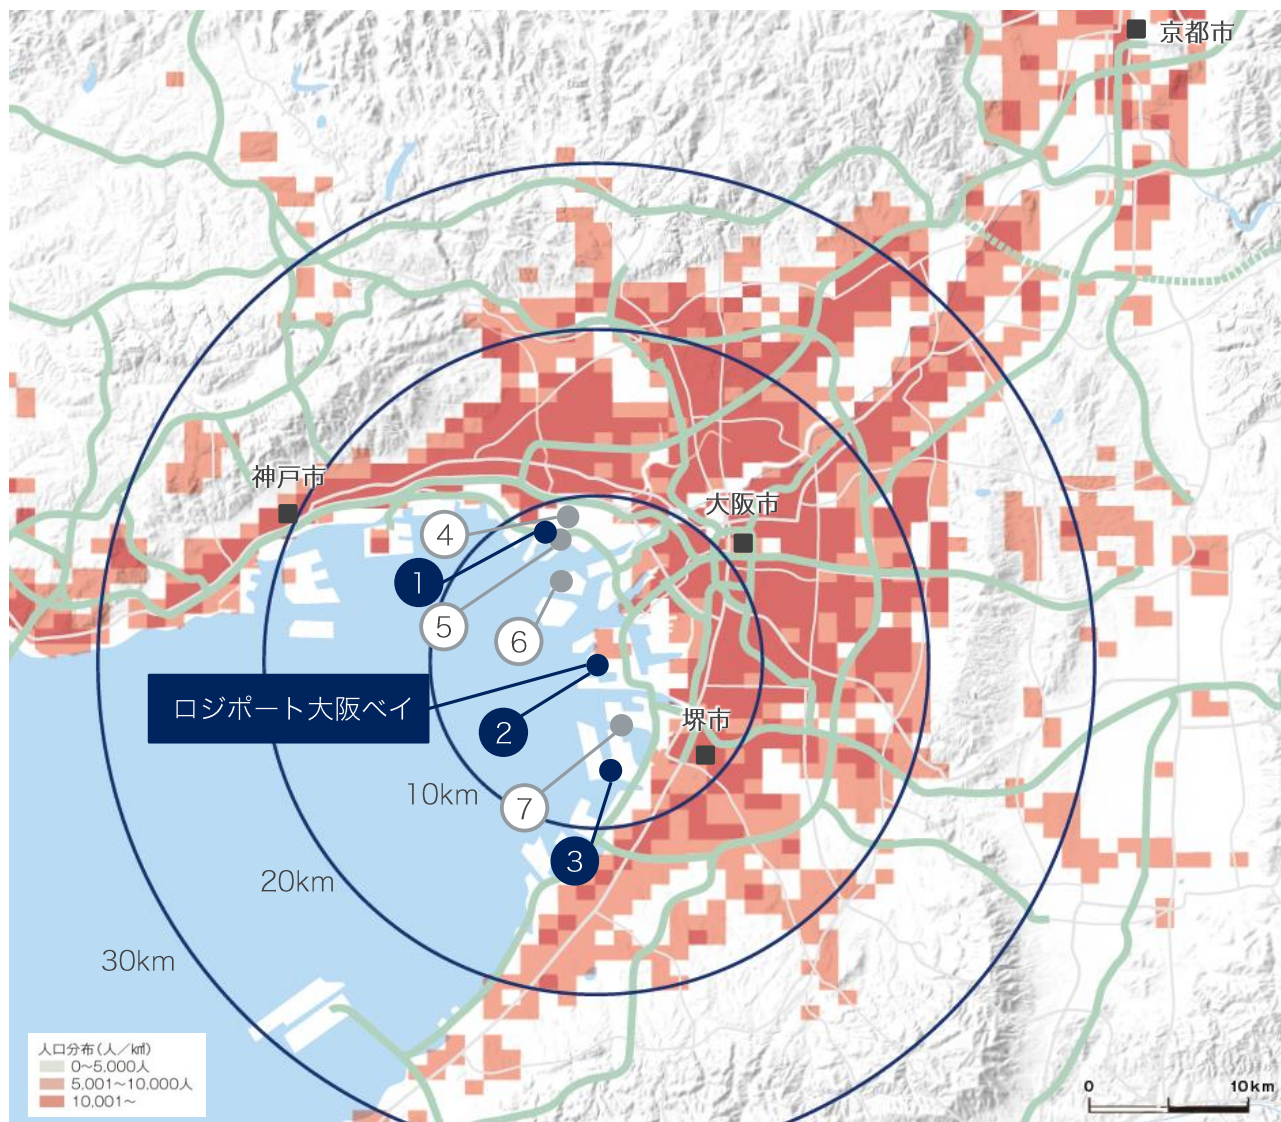 京都市
神戸市
大阪市
④
①
⑤
⑥
ロジポート大阪ベイ
②
堺市
10km
⑦
③
20km
30km
人口分布(人/㎢)
0〜5,000人
5,001〜10,000人
10,001〜
0 10km